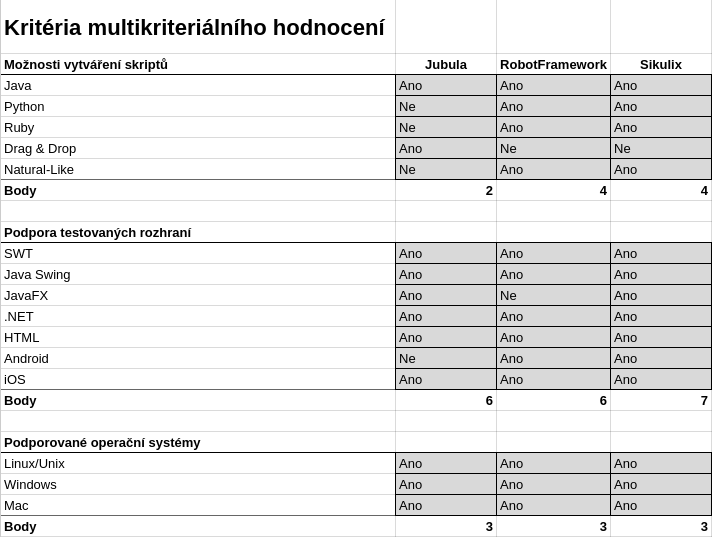 Kritéria multikriteriálního hodnocení
Možnosti vytváření skriptů Jubula RobotFramework Sikulix
Java Ano Ano Ano
Python Ne Ano Ano
Ruby Ne Ano Ano
Drag & Drop Ano Ne Ne
Natural-Like Ne Ano Ano
Body 2 4 4
Podpora testovaných rozhraní
SWT Ano Ano Ano
Java Swing Ano Ano Ano
JavaFX Ano Ne Ano
.NET Ano Ano Ano
HTML Ano Ano Ano
Android Ne Ano Ano
iOS Ano Ano Ano
Body 6 6 7
Podporované operační systémy
Linux/Unix Ano Ano Ano
Windows Ano Ano Ano
Mac Ano Ano Ano
Body 3 3 3